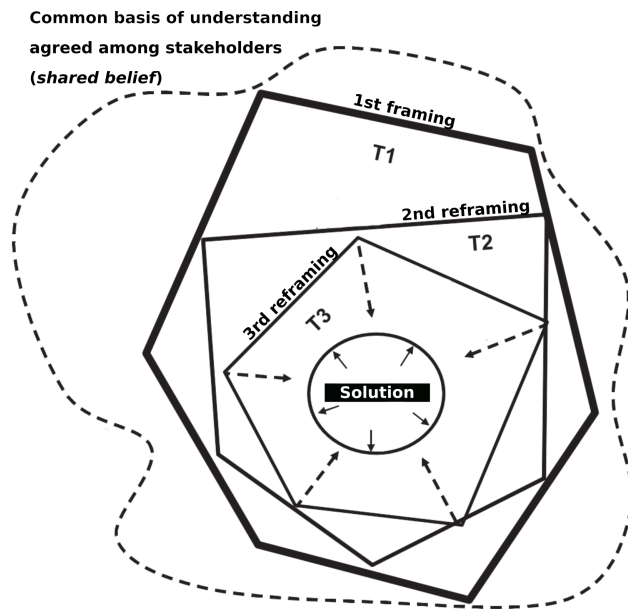 Common basis of understanding
agreed among stakeholders
(shared belief)
1st framing
T1
2nd reframing
T2
3rd reframing
T3
Solution